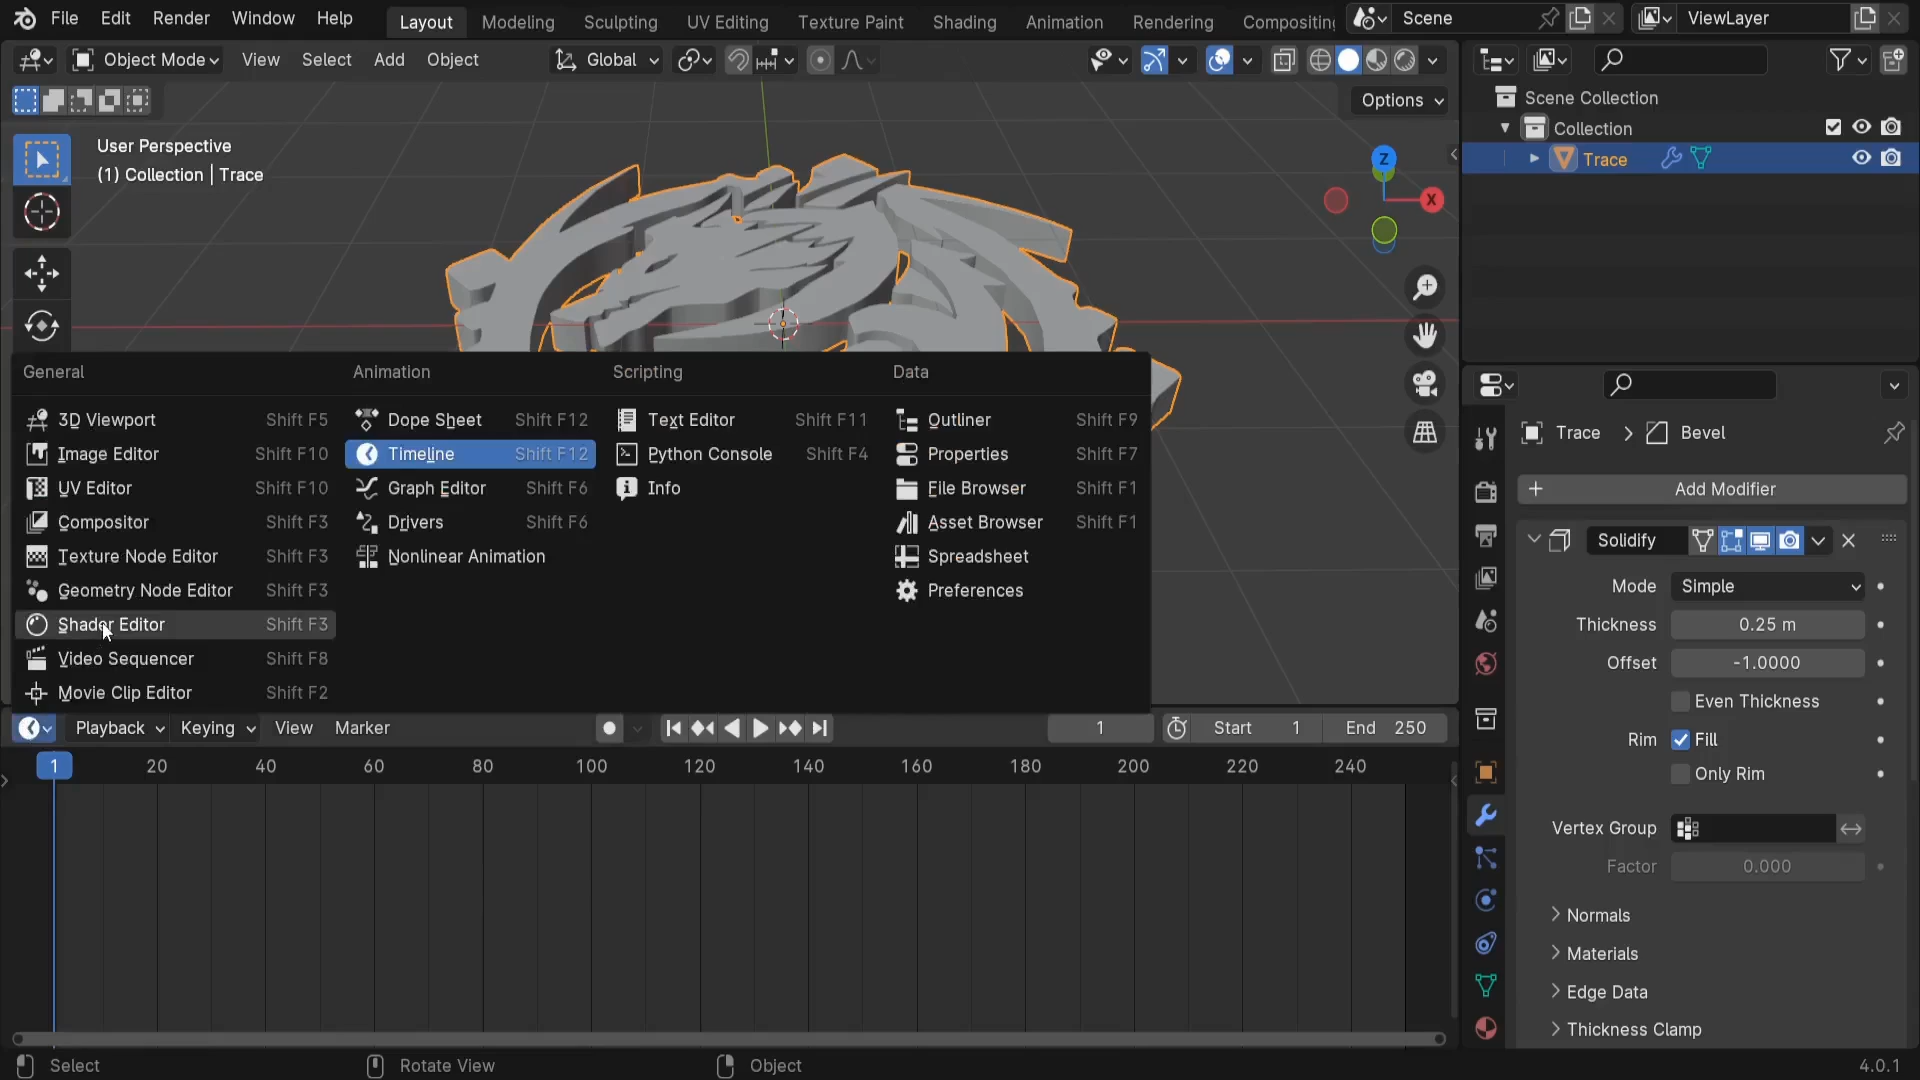 File Edit Render Window Help Layout Modeling Sculpting UV Editing Texture Paint Shading Animation Rendering Scene ViewLayer
Object Mode View Select Add Object Global
Options
User Perspective
(1) Collection | Trace
Z
X
Scene Collection
Collection
Trace
General Animation Scripting Data
3D Viewport Shift F5 Dope Sheet Shift F12 Text Editor Shift F11 Outliner Shift F9
Image Editor Shift F10 Timeline Shift F12 Python Console Shift F4 Properties Shift F7
UV Editor Shift F10 Graph Editor Shift F6 Info File Browser Shift F1
Compositor Shift F3 Drivers Shift F6 Asset Browser Shift F1
Texture Node Editor Shift F3 Nonlinear Animation Spreadsheet
Geometry Node Editor Shift F3 Preferences
Shader Editor Shift F3
Video Sequencer Shift F8
Movie Clip Editor Shift F2
Trace Bevel
Add Modifier
Solidify
Mode Simple
Thickness 0.25 m
Offset -1.0000
Even Thickness
Rim Fill
Only Rim
Vertex Group
Factor 0.000
Normals
Materials
Edge Data
Thickness Clamp
Playback Keying View Marker 1 Start 1 End 250
1 20 40 60 80 100 120 140 160 180 200 220 240
Select Rotate View Object 4.0.1